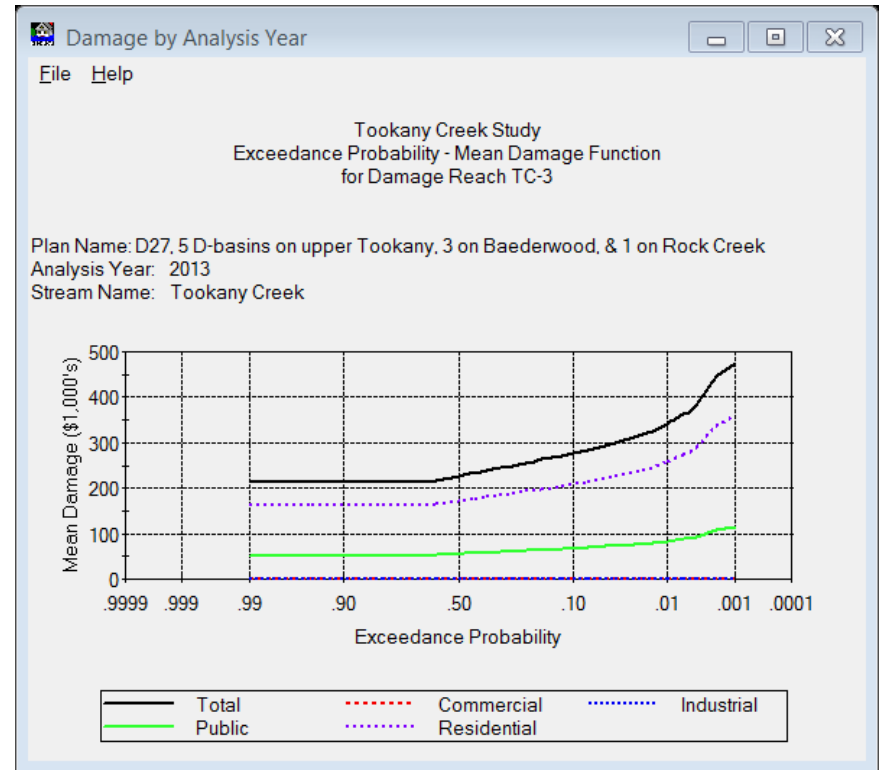 Damage by Analysis Year
File Help
Tookany Creek Study
Exceedance Probability - Mean Damage Function
for Damage Reach TC-3
Plan Name: D27, 5 D-basins on upper Tookany, 3 on Baederwood, & 1 on Rock Creek
Analysis Year: 2013
Stream Name: Tookany Creek
Mean Damage ($1,000's)
500
400
300
200
100
0
.9999 .999 .99 .90 .50 .10 .01 .001 .0001
Exceedance Probability
Total Commercial Industrial
Public Residential